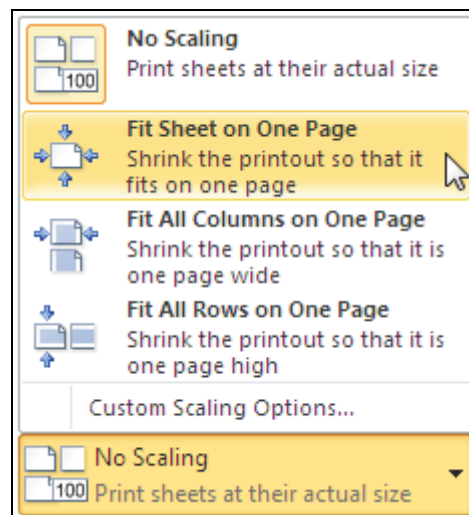 No Scaling
Print sheets at their actual size
100
Fit Sheet on One Page
Shrink the printout so that it
fits on one page
Fit All Columns on One Page
Shrink the printout so that it is
one page wide
Fit All Rows on One Page
Shrink the printout so that it is
one page high
Custom Scaling Options...
No Scaling
100
Print sheets at their actual size